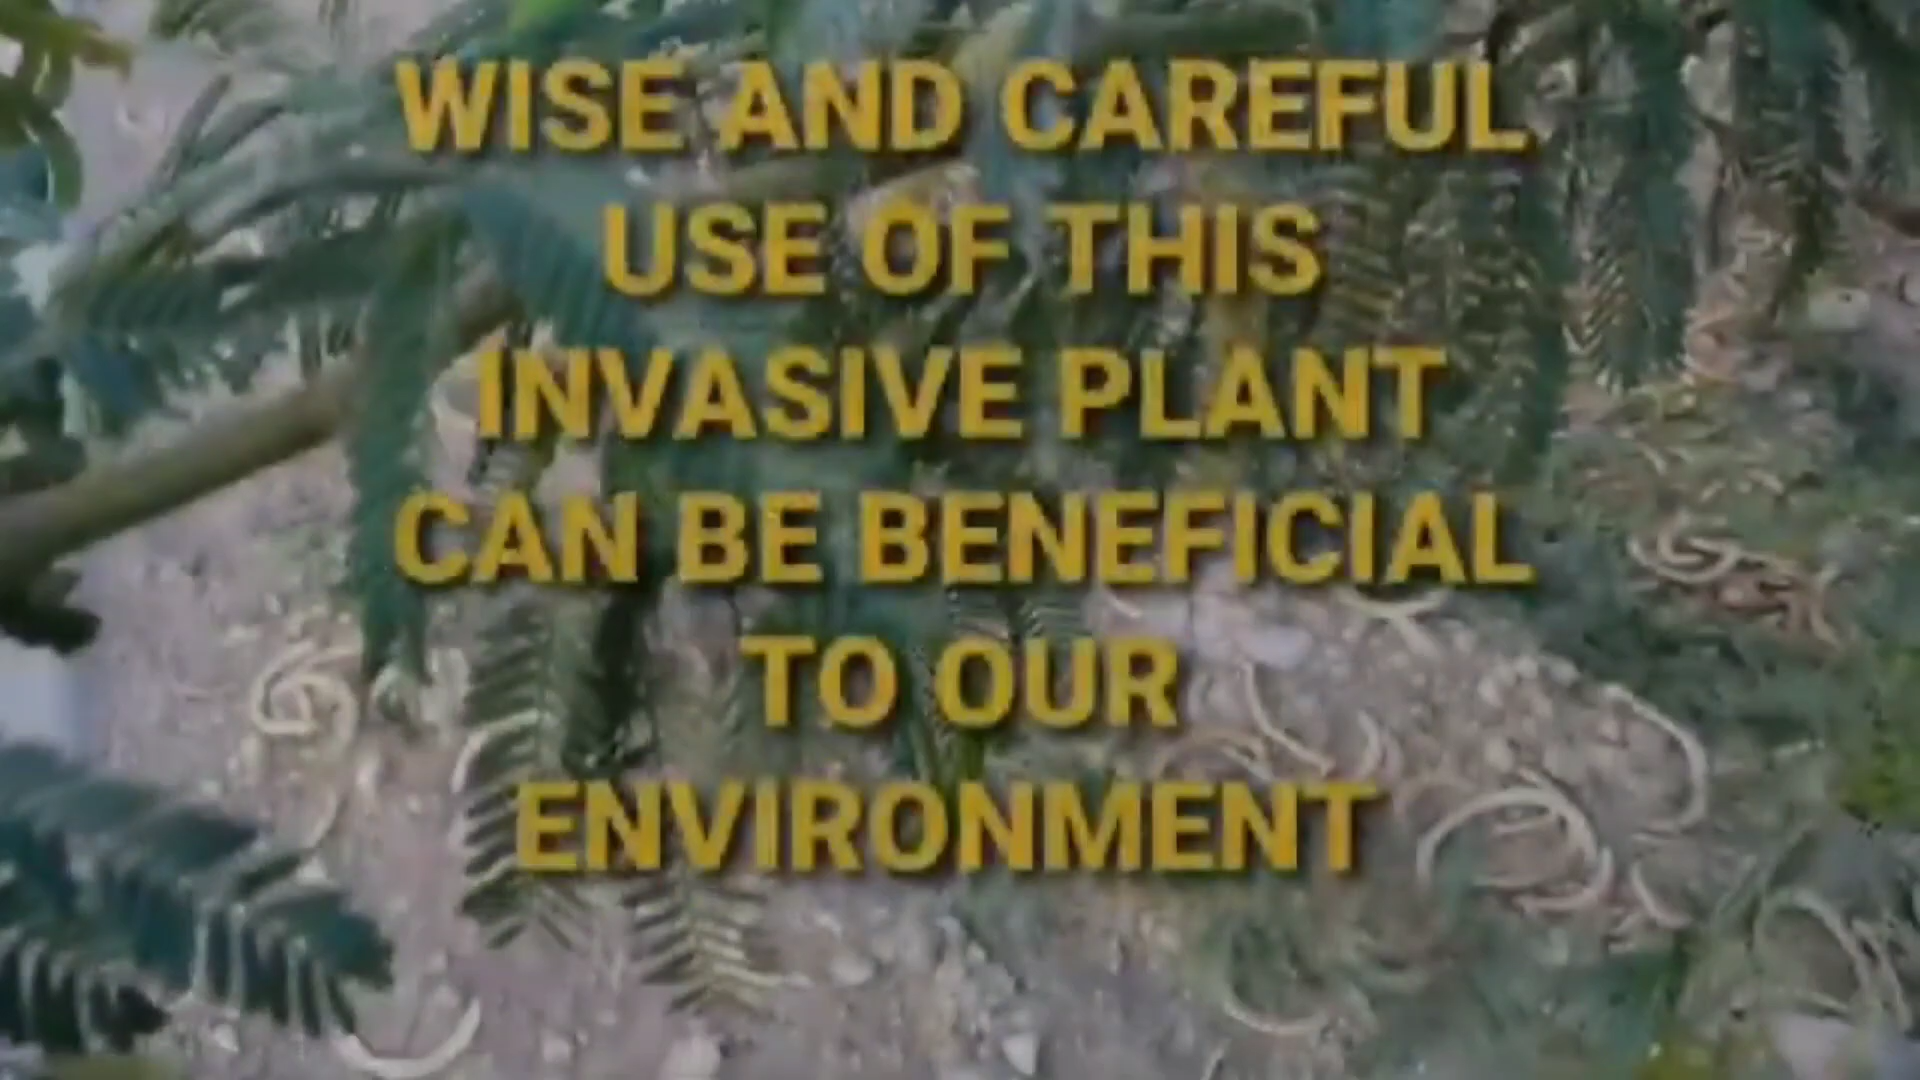 WISE AND CAREFUL
USE OF THIS
INVASIVE PLANT
CAN BE BENEFICIAL
TO OUR
ENVIRONMENT